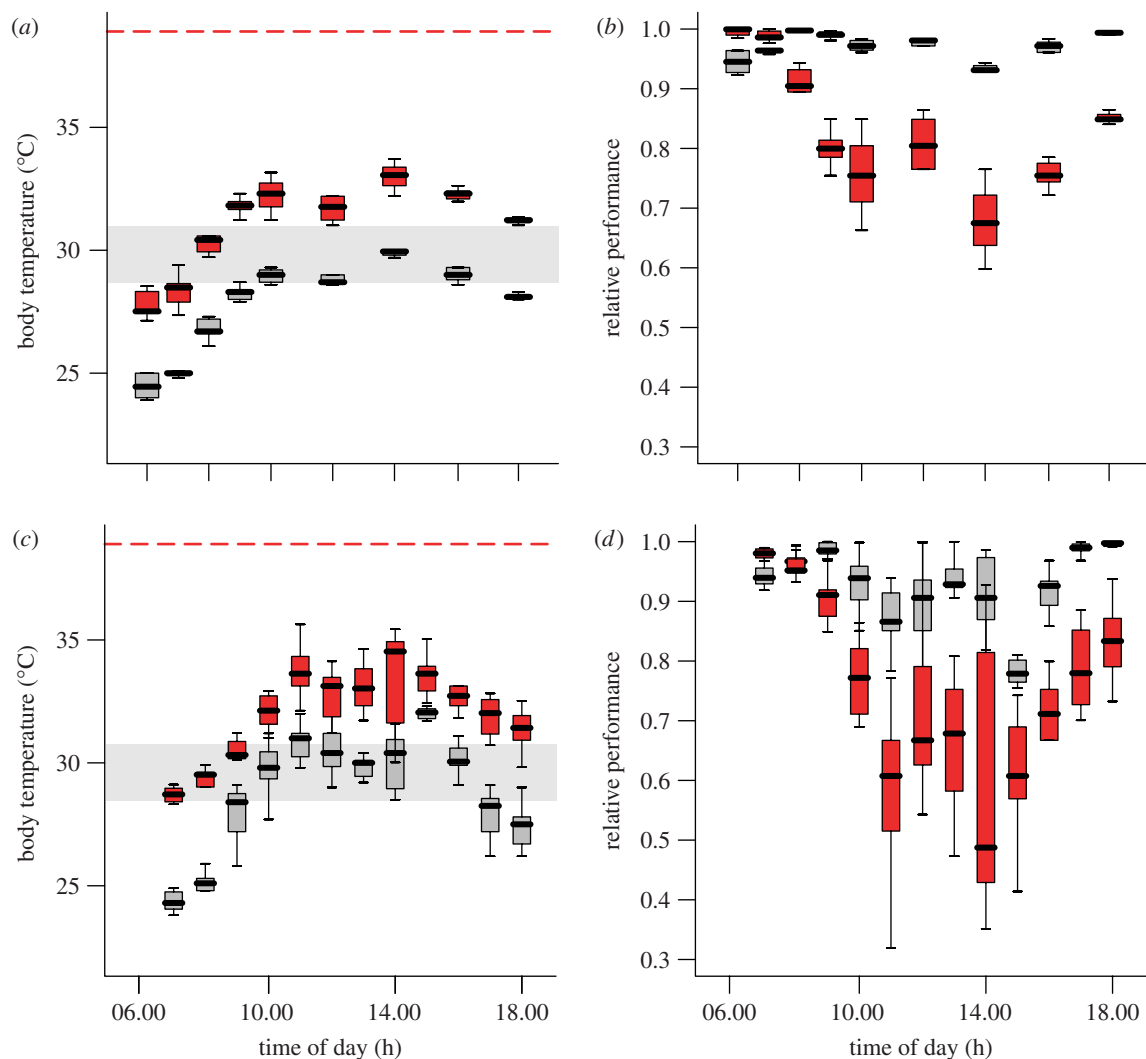 (a)
35
30
25
body temperature (°C)
(b)
1.0
0.9
0.8
0.7
0.6
0.5
0.4
0.3
relative performance
(c)
35
30
25
body temperature (°C)
06.00 10.00 14.00 18.00
time of day (h)
(d)
1.0
0.9
0.8
0.7
0.6
0.5
0.4
0.3
relative performance
06.00 10.00 14.00 18.00
time of day (h)